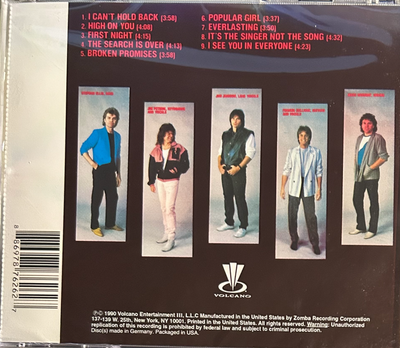 1. I CAN'T HOLD BACK [3:58]
2. HIGH ON YOU [4:08]
3. FIRST NIGHT [4:15]
4. THE SEARCH IS OVER [4:13]
5. BROKEN PROMISES [3:58]
6. POPULAR GIRL [3:37]
7. EVERLASTING [3:50]
8. IT'S THE SINGER NOT THE SONG [4:32]
9. I SEE YOU IN EVERYONE [4:23]
VOLCANO
℗© 1990 Volcano Entertainment III, L.L.C Manufactured in the United States by Zomba Recording Corporation
137-139 W. 25th, New York, NY 10001. Printed in the United States. All rights reserved. WARNING: Unauthorized
replication of this recording is prohibited by federal law and subject to criminal prosecution.
Disc(s) made in Germany. Packaged in USA.